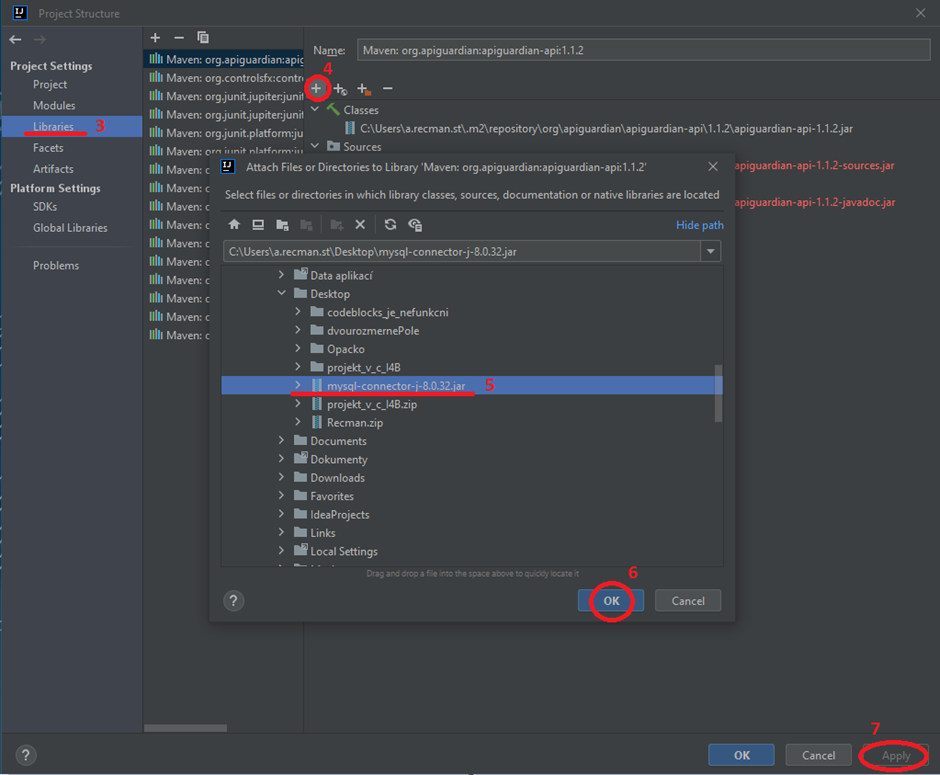 Project Structure
Project Settings
Project
Modules
Libraries 3
Facets
Artifacts
Platform Settings
SDKs
Global Libraries
Problems
Maven: org.apiguardian:apig
Maven: org.controlsfx:contro
Maven: org.junit.jupiter:junit
Maven: org.junit.jupiter:junit
Maven: org.junit.platform:ju
Maven: c
Maven: c
Maven: c
Maven: c
Maven: c
Maven: c
Maven: c
Maven: c
Maven: c
Maven: c
Maven: c
Name: Maven: org.apiguardian:apiguardian-api:1.1.2
4
Classes
C:\Users\a.recman.st\.m2\repository\org\apiguardian\apiguardian-api\1.1.2\apiguardian-api-1.1.2.jar
Sources
apiguardian-api-1.1.2-sources.jar
apiguardian-api-1.1.2-javadoc.jar
Attach Files or Directories to Library 'Maven: org.apiguardian:apiguardian-api:1.1.2'
Select files or directories in which library classes, sources, documentation or native libraries are located
Hide path
C:\Users\a.recman.st\Desktop\mysql-connector-j-8.0.32.jar
Data aplikací
Desktop
codeblocks_je_nefunkcni
dvourozmernePole
Opacko
projekt_v_c_I4B
mysql-connector-j-8.0.32.jar 5
projekt_v_c_I4B.zip
Recman.zip
Documents
Dokumenty
Downloads
Favorites
IdeaProjects
Links
Local Settings
Drag and drop a file into the space above to quickly locate it
6
? OK Cancel
7
? OK Cancel Apply